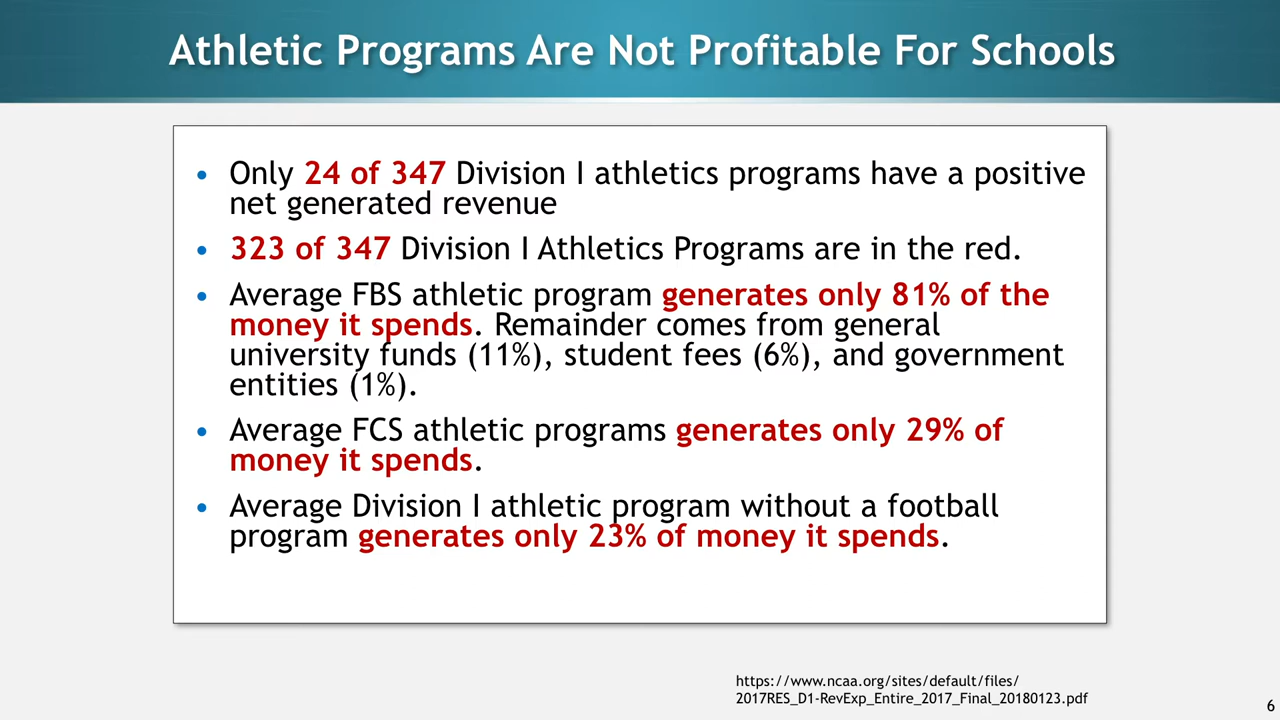 Athletic Programs Are Not Profitable For Schools
• Only 24 of 347 Division I athletics programs have a positive
net generated revenue
• 323 of 347 Division I Athletics Programs are in the red.
• Average FBS athletic program generates only 81% of the
money it spends. Remainder comes from general
university funds (11%), student fees (6%), and government
entities (1%).
• Average FCS athletic programs generates only 29% of
money it spends.
• Average Division I athletic program without a football
program generates only 23% of money it spends.
https://www.ncaa.org/sites/default/files/
2017RES_D1-RevExp_Entire_2017_Final_20180123.pdf
6